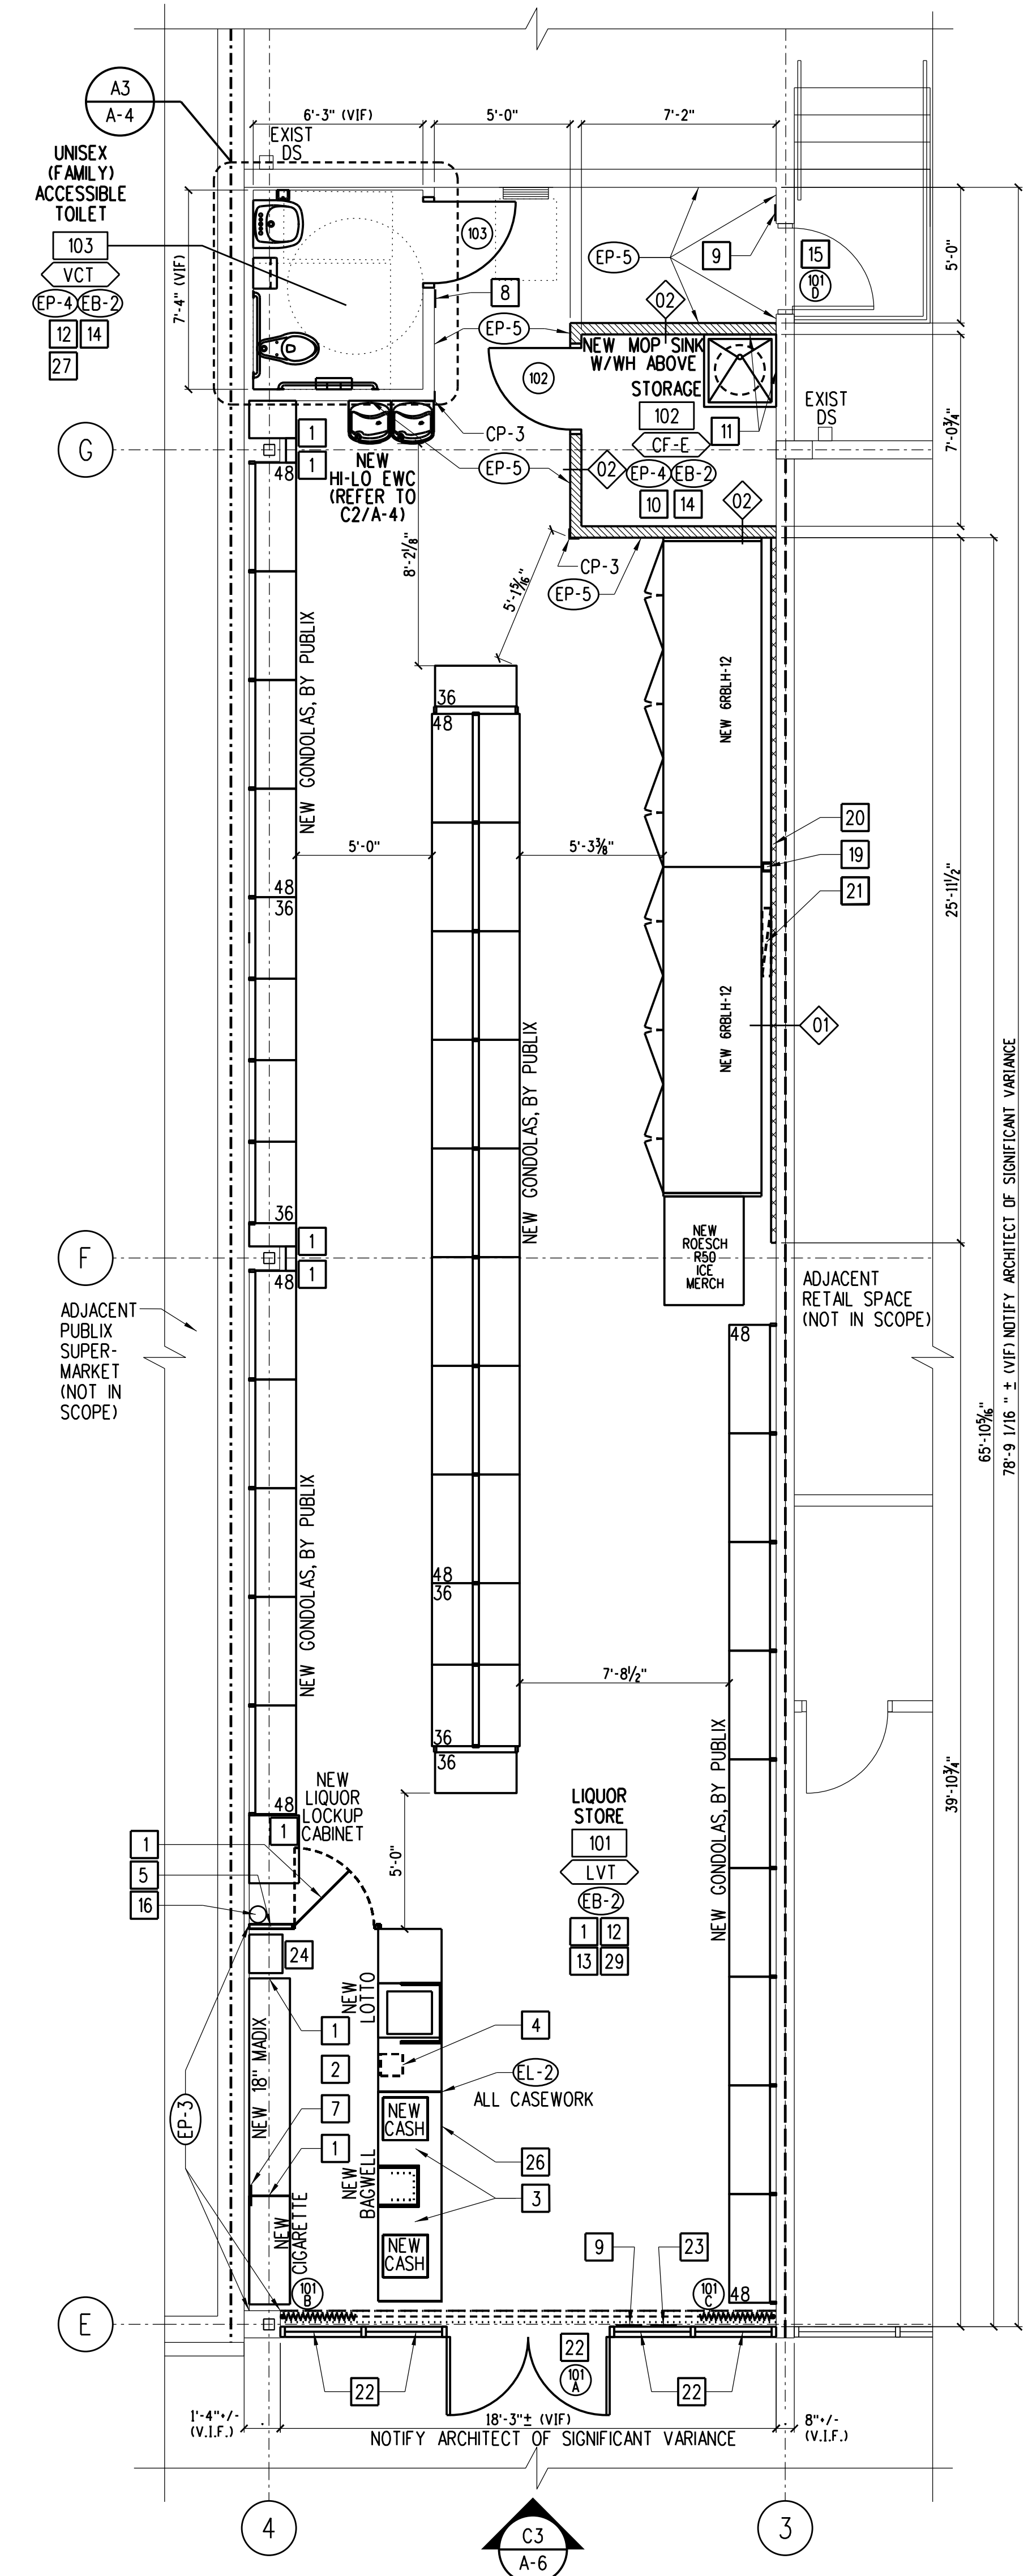 A3
A-4
6'-3" (VIF)
5'-0"
7'-2"
EXIST
DS
UNISEX
(FAMILY)
ACCESSIBLE
TOILET
103
VCT
EP-4
EB-2
12
14
27
7'-4" (VIF)
103
8
EP-5
EP-5
9
15
101
D
5'-0"
02
NEW MOP SINK
W/WH ABOVE
STORAGE
102
CF-E
102
11
EXIST
DS
7'-0¾"
G
1
1
48
NEW
HI-LO EWC
(REFER TO
C2/A-4)
CP-3
EP-5
02
EP-4
EB-2
10
14
02
8'-2⅛"
5'-1 5/16"
CP-3
EP-5
NEW GONDOLAS, BY PUBLIX
36
48
NEW 6RBLH-12
20
19
21
5'-0"
5'-3⅜"
48
36
25'-11½"
NEW 6RBLH-12
01
NEW GONDOLAS, BY PUBLIX
78'-9 1/16 " ± (VIF) NOTIFY ARCHITECT OF SIGNIFICANT VARIANCE
36
1
1
48
F
NEW
ROESCH
R50
ICE
MERCH
ADJACENT
PUBLIX
SUPER-
MARKET
(NOT IN
SCOPE)
ADJACENT
RETAIL SPACE
(NOT IN SCOPE)
48
65'-10 5/16"
NEW GONDOLAS, BY PUBLIX
48
36
7'-8½"
36
36
NEW GONDOLAS, BY PUBLIX
39'-10¾"
NEW
LIQUOR
LOCKUP
CABINET
48
1
1
5
16
5'-0"
LIQUOR
STORE
101
LVT
EB-2
1
12
13
29
24
NEW
LOTTO
1
2
7
1
NEW 18" MADIX
4
EL-2
ALL CASEWORK
EP-3
NEW
CASH
26
3
NEW
BAGWELL
NEW
CIGARETTE
NEW
CASH
9
23
101
B
101
C
48
E
22
22
101
A
22
1'-4"+/-
(V.I.F.)
18'-3"± (VIF)
NOTIFY ARCHITECT OF SIGNIFICANT VARIANCE
8"+/-
(V.I.F.)
4
C3
A-6
3